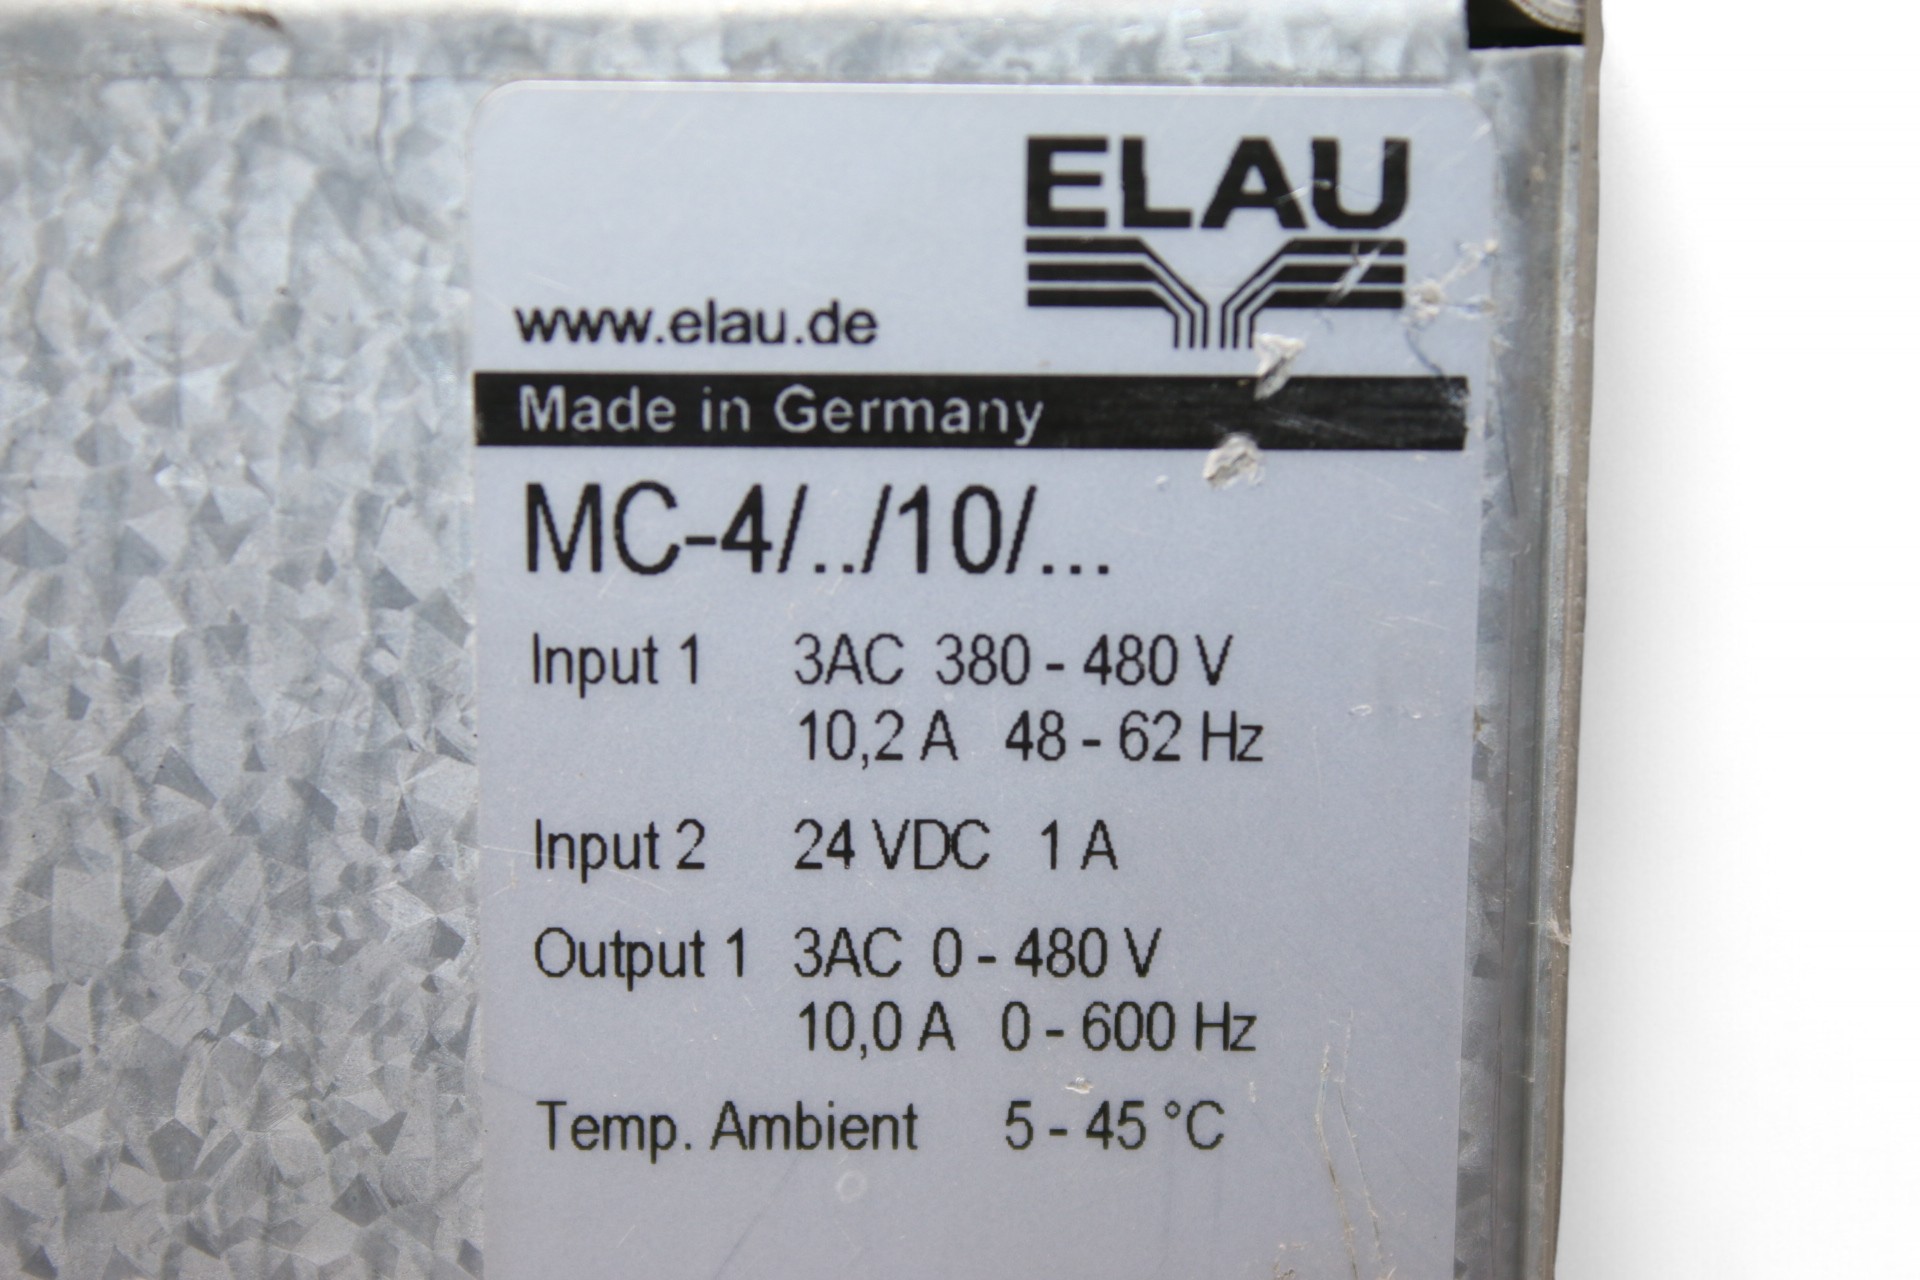 ELAU
www.elau.de
Made in Germany
MC-4/../10/...
Input 1 3AC 380 - 480 V
10,2 A 48 - 62 Hz
Input 2 24 VDC 1 A
Output 1 3AC 0 - 480 V
10,0 A 0 - 600 Hz
Temp. Ambient 5 - 45 °C